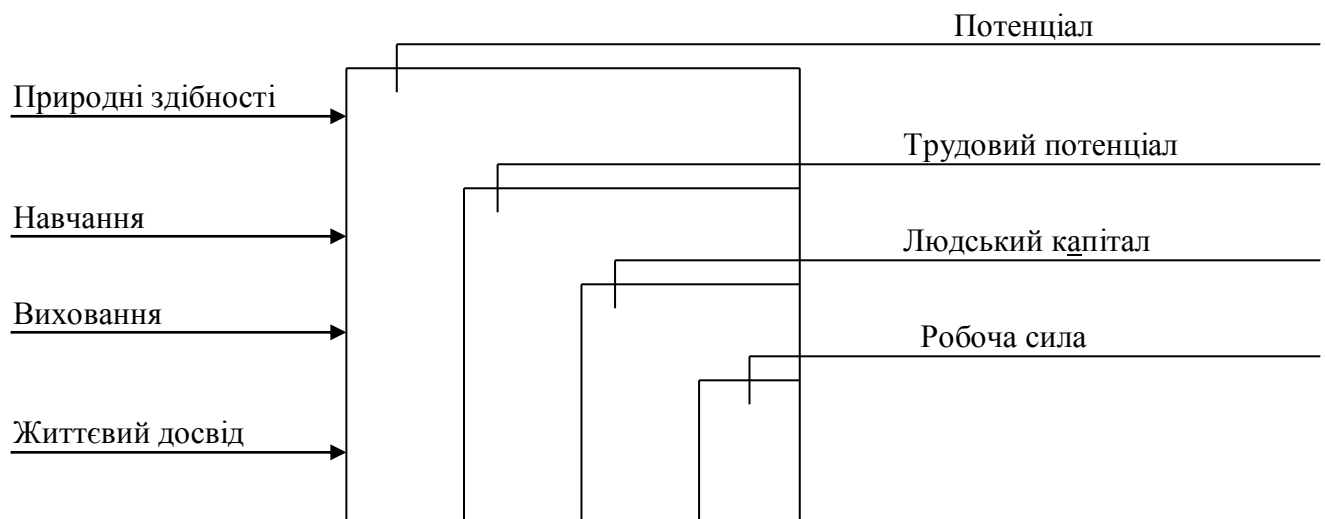 Потенціал
Природні здібності
Трудовий потенціал
Навчання
Людський капітал
Виховання
Робоча сила
Життєвий досвід